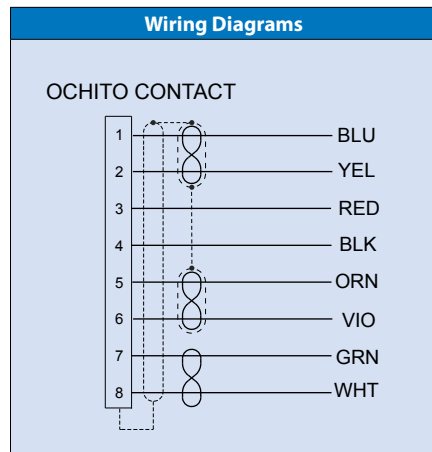 Wiring Diagrams
OCHITO CONTACT
1 BLU
2 YEL
3 RED
4 BLK
5 ORN
6 VIO
7 GRN
8 WHT